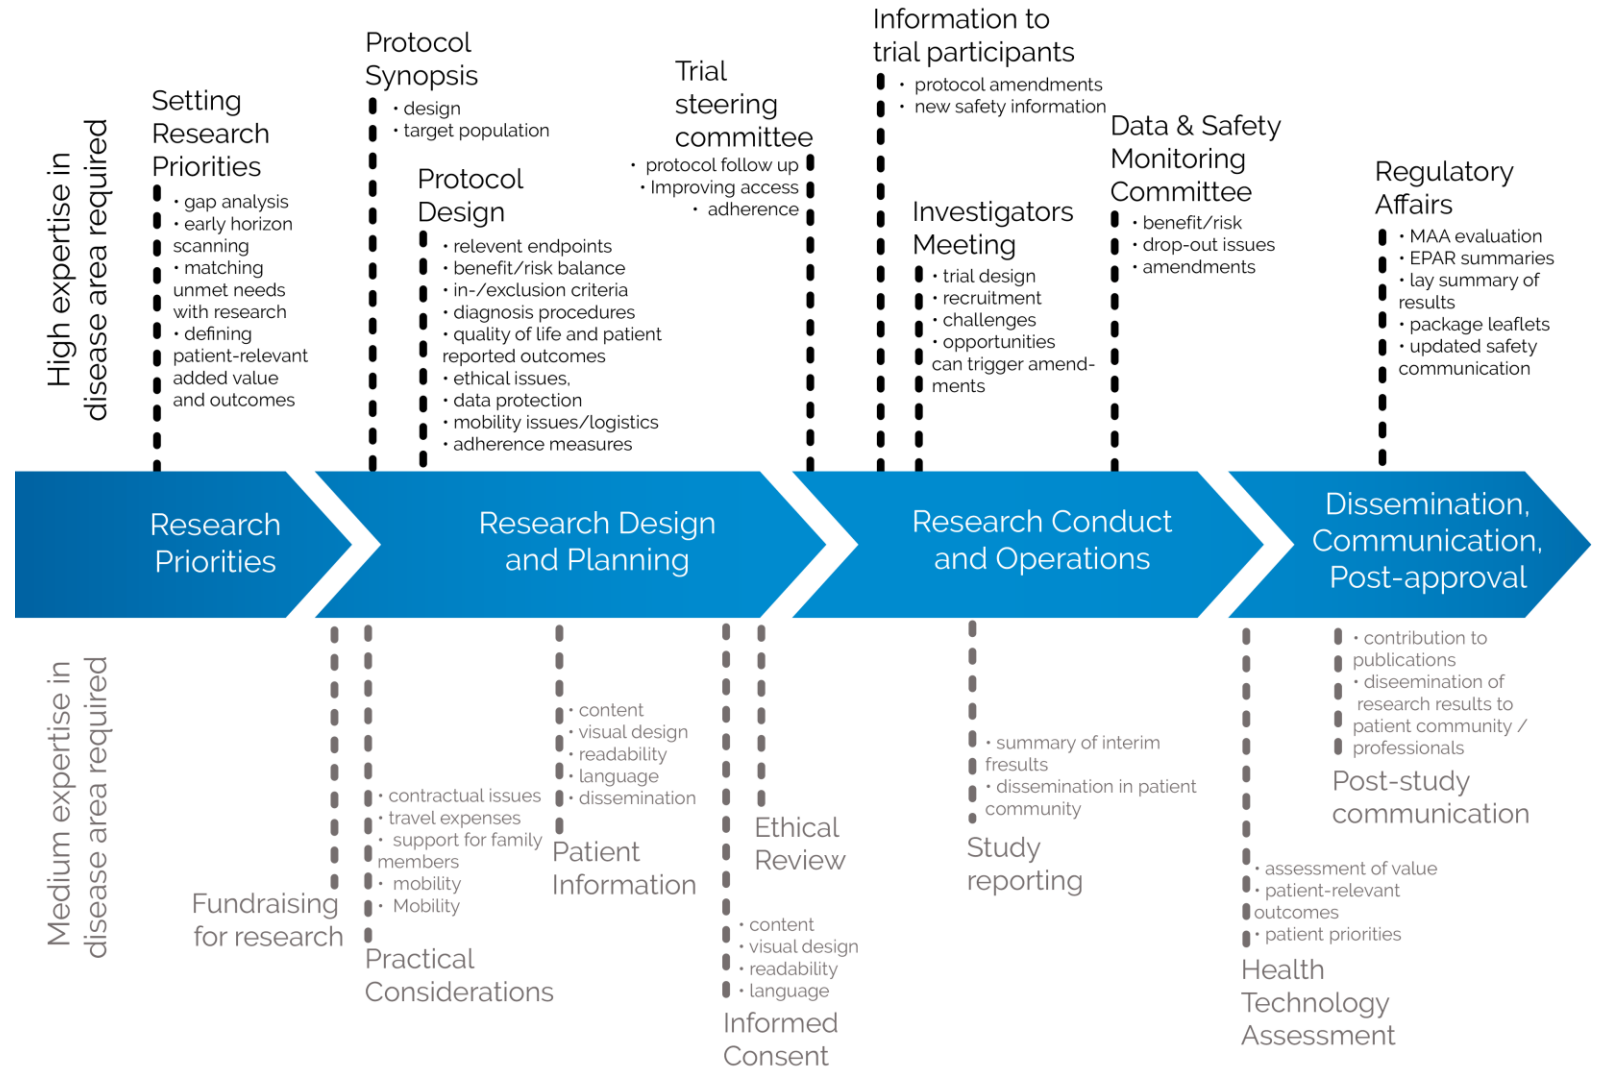 High expertise in
disease area required
Setting
Research
Priorities
• gap analysis
• early horizon
scanning
• matching
unmet needs
with research
• defining
patient-relevant
added value
and outcomes
Protocol
Synopsis
• design
• target population
Protocol
Design
• relevent endpoints
• benefit/risk balance
• in-/exclusion criteria
• diagnosis procedures
• quality of life and patient
reported outcomes
• ethical issues,
• data protection
• mobility issues/logistics
• adherence measures
Trial
steering
committee
• protocol follow up
• Improving access
• adherence
Information to
trial participants
• protocol amendments
• new safety information
Investigators
Meeting
• trial design
• recruitment
• challenges
• opportunities
can trigger amend-
ments
Data & Safety
Monitoring
Committee
• benefit/risk
• drop-out issues
• amendments
Regulatory
Affairs
• MAA evaluation
• EPAR summaries
• lay summary of
results
• package leaflets
• updated safety
communication
Research
Priorities
Research Design
and Planning
Research Conduct
and Operations
Dissemination,
Communication,
Post-approval
Medium expertise in
disease area required
Fundraising
for research
• contractual issues
• travel expenses
• support for family
members
• mobility
• Mobility
Practical
Considerations
• content
• visual design
• readability
• language
• dissemination
Patient
Information
• content
• visual design
• readability
• language
Informed
Consent
Ethical
Review
• summary of interim
fresults
• dissemination in patient
community
Study
reporting
• assessment of value
• patient-relevant
outcomes
• patient priorities
Health
Technology
Assessment
• contribution to
publications
• diseemination of
research results to
patient community /
professionals
Post-study
communication